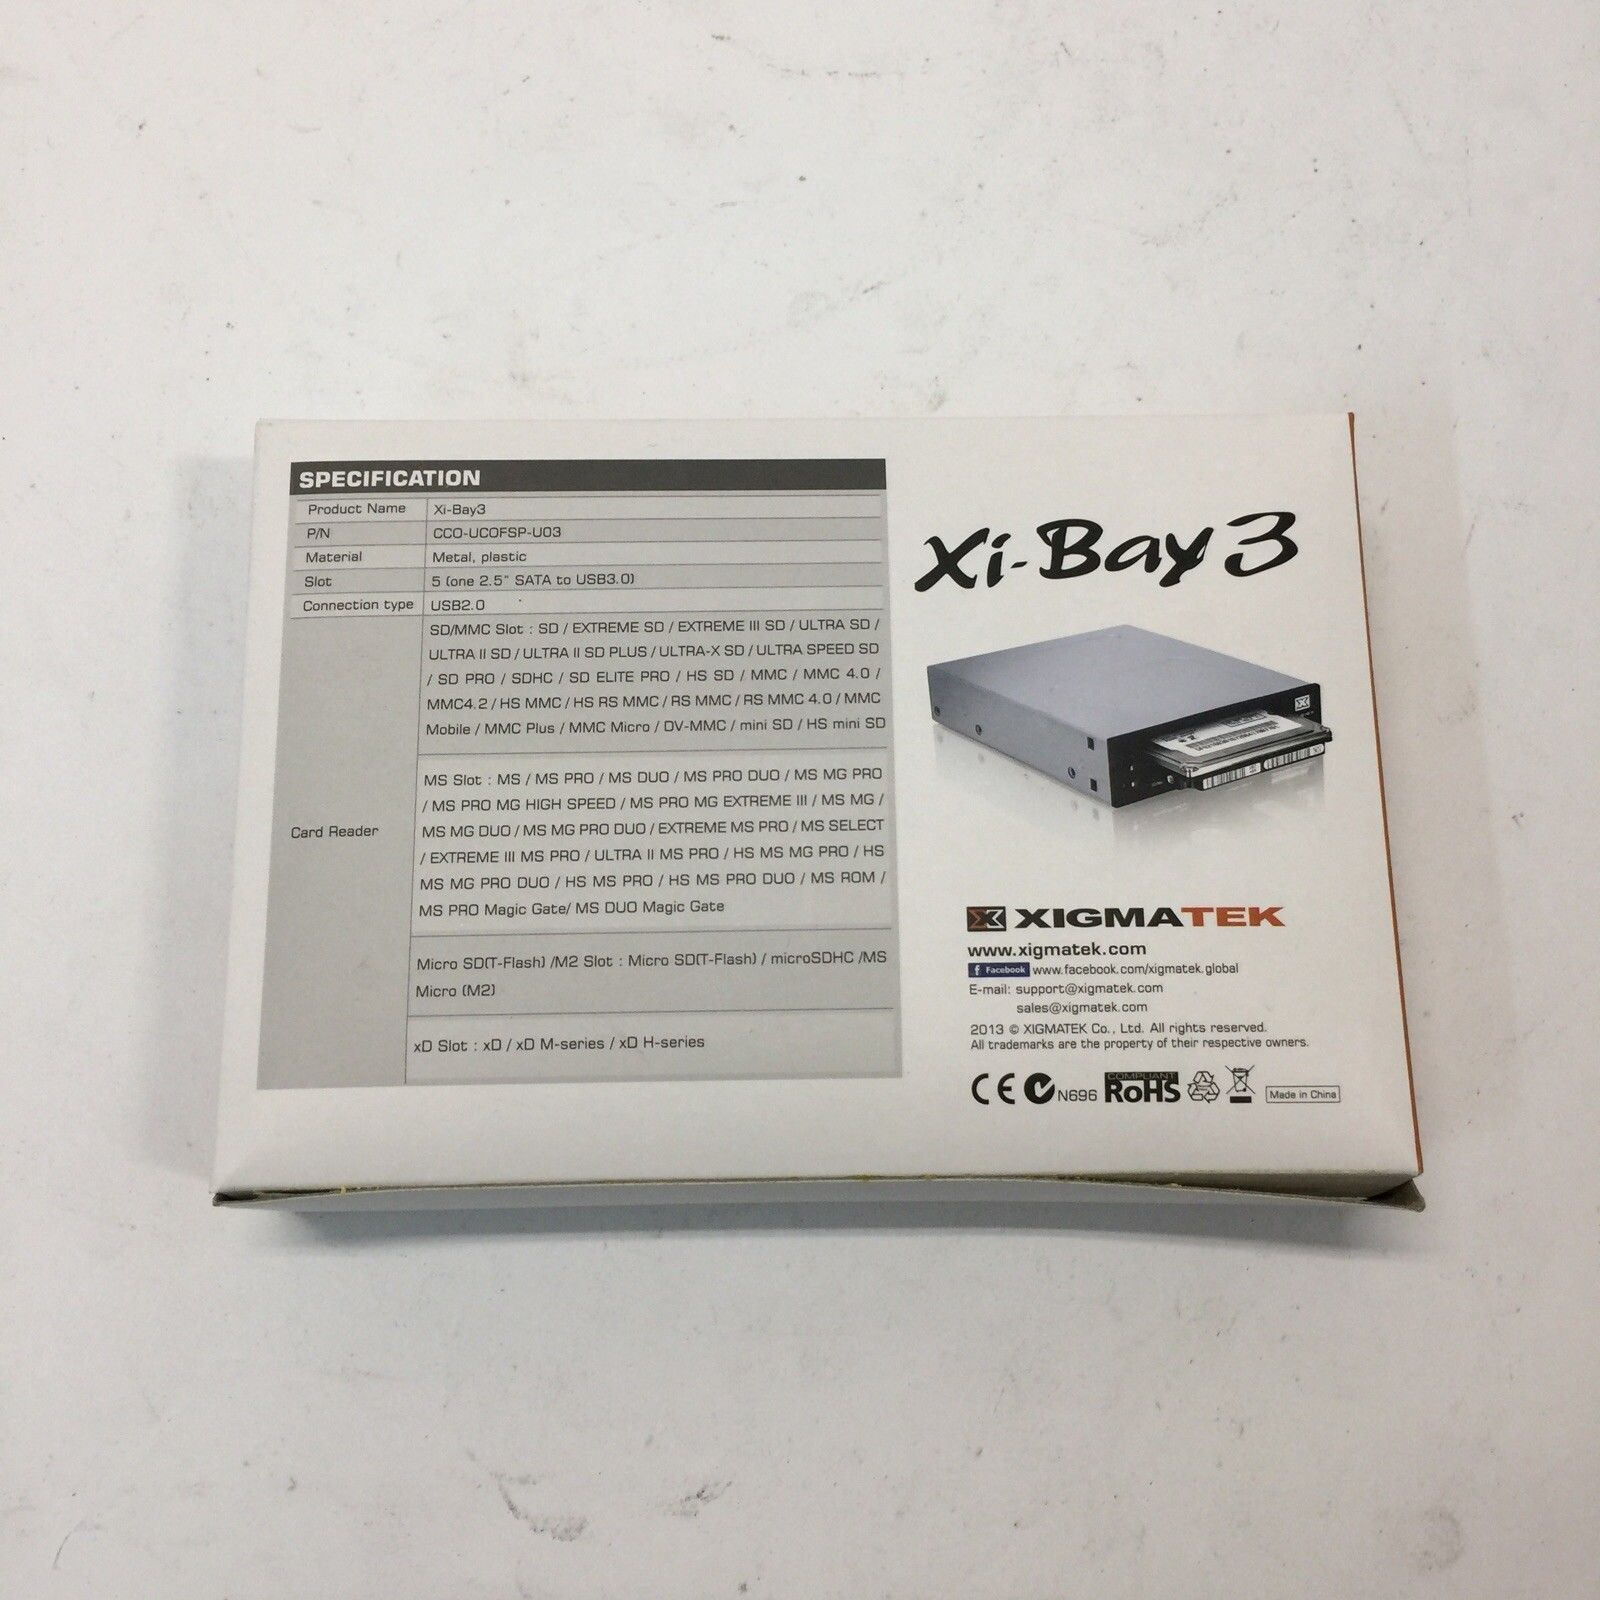 SPECIFICATION
Product Name Xi-Bay3
P/N CCO-UCOFSP-U03
Material Metal, plastic
Slot 5 (one 2.5" SATA to USB3.0)
Connection type USB2.0
Card Reader
SD/MMC Slot : SD / EXTREME SD / EXTREME III SD / ULTRA SD /
ULTRA II SD / ULTRA II SD PLUS / ULTRA-X SD / ULTRA SPEED SD
/ SD PRO / SDHC / SD ELITE PRO / HS SD / MMC / MMC 4.0 /
MMC4.2 / HS MMC / HS RS MMC / RS MMC / RS MMC 4.0 / MMC
Mobile / MMC Plus / MMC Micro / DV-MMC / mini SD / HS mini SD
MS Slot : MS / MS PRO / MS DUO / MS PRO DUO / MS MG PRO
/ MS PRO MG HIGH SPEED / MS PRO MG EXTREME III / MS MG /
MS MG DUO / MS MG PRO DUO / EXTREME MS PRO / MS SELECT
/ EXTREME III MS PRO / ULTRA II MS PRO / HS MS MG PRO / HS
MS MG PRO DUO / HS MS PRO / HS MS PRO DUO / MS ROM /
MS PRO Magic Gate/ MS DUO Magic Gate
Micro SD(T-Flash) /M2 Slot : Micro SD(T-Flash) / microSDHC /MS
Micro (M2)
xD Slot : xD / xD M-series / xD H-series
Xi-Bay 3
XIGMATEK
www.xigmatek.com
f Facebook www.facebook.com/xigmatek.global
E-mail: support@xigmatek.com
sales@xigmatek.com
2013 © XIGMATEK Co., Ltd. All rights reserved.
All trademarks are the property of their respective owners.
CE N696 COMPLIANT RoHS Made in China